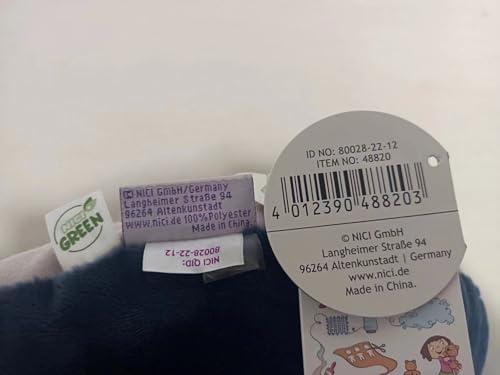 NICI
GREEN
© NICI GmbH/Germany
Langheimer Straße 94
96264 Altenkunstadt
www.nici.de 100% Polyester
Made in China.
NICI QID:
80028-22-12
ID NO: 80028-22-12
ITEM NO: 48820
4 012390 488203
© NICI GmbH
Langheimer Straße 94
96264 Altenkunstadt | Germany
www.nici.de
Made in China.